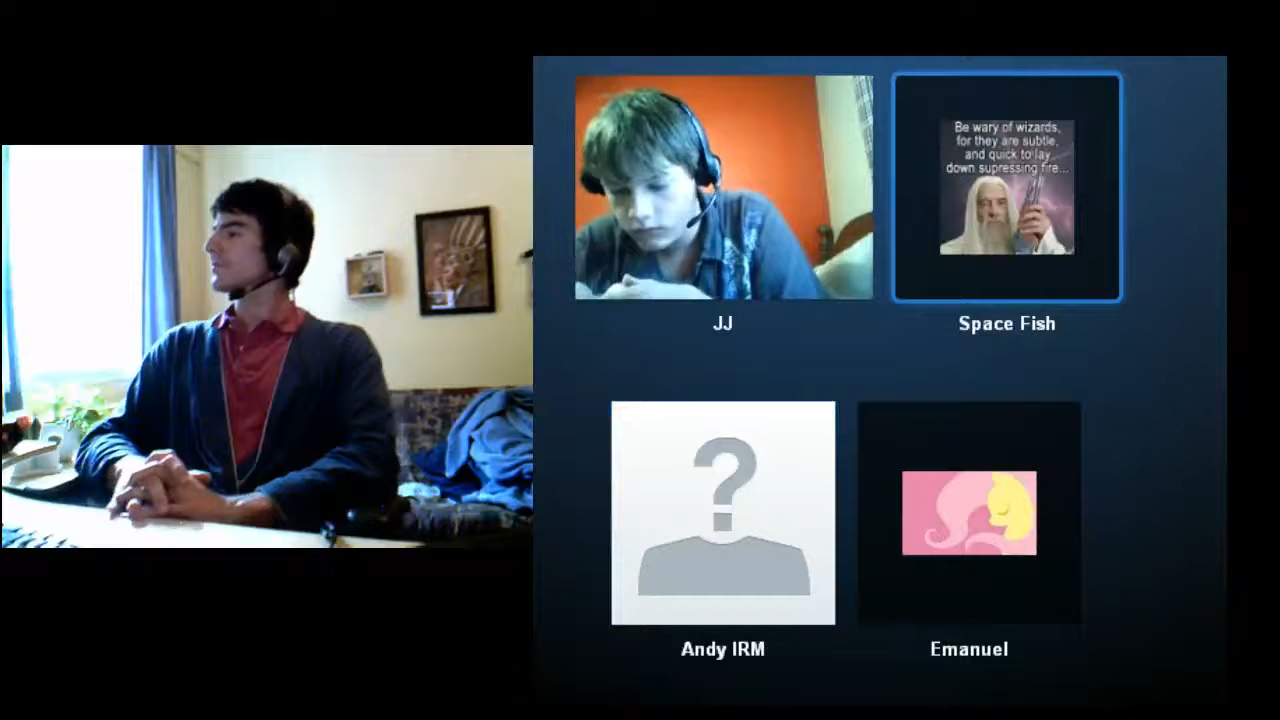 Be wary of wizards,
for they are subtle,
and quick to lay
down supressing fire...
JJ
Space Fish
Andy IRM
Emanuel